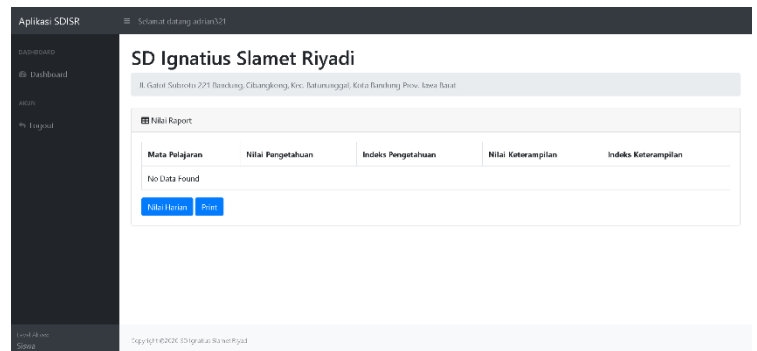 Aplikasi SDISR
Selamat datang adrian321
DASHBOARD
Dashboard
AKUN
Logout
SD Ignatius Slamet Riyadi
Jl. Gatot Subroto 221 Bandung, Cibangkong, Kec. Batununggal, Kota Bandung Prov. Jawa Barat
Nilai Raport
Mata Pelajaran Nilai Pengetahuan Indeks Pengetahuan Nilai Keterampilan Indeks Keterampilan
No Data Found
Nilai Harian Print
Level Akses:
Siswa
Copyright ©2020 SD Ignatius Slamet Riyadi